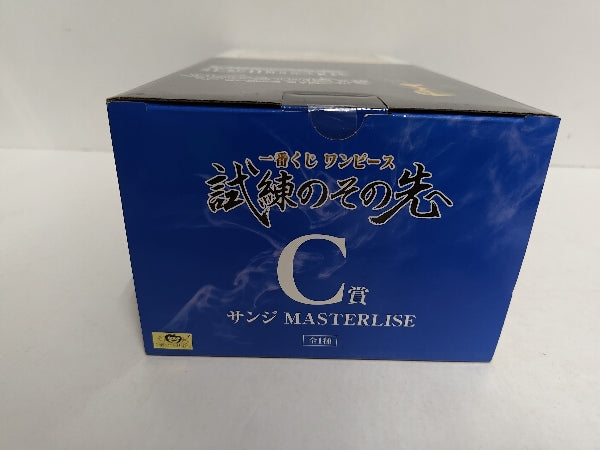 一番くじ ワンピース
試練のその先へ
C賞
サンジ MASTERLISE
全1種